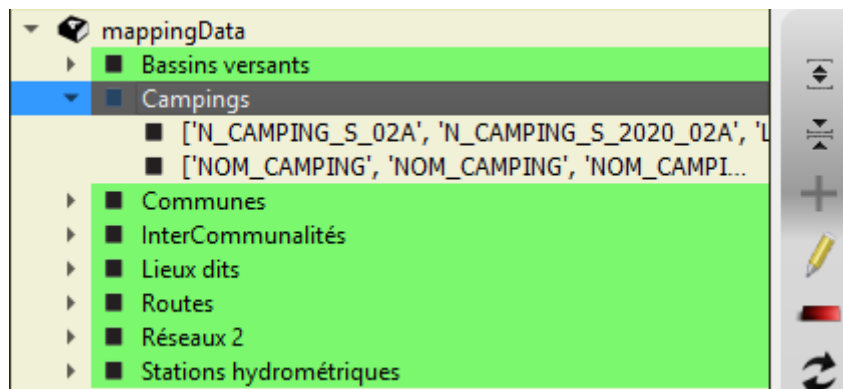 mappingData
Bassins versants
Campings
['N_CAMPING_S_02A', 'N_CAMPING_S_2020_02A', 'L
['NOM_CAMPING', 'NOM_CAMPING', 'NOM_CAMPI...
Communes
InterCommunalités
Lieux dits
Routes
Réseaux 2
Stations hydrométriques